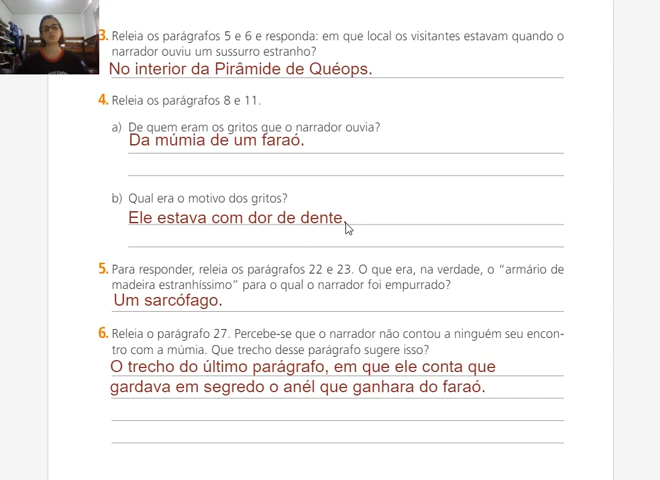 3. Releia os parágrafos 5 e 6 e responda: em que local os visitantes estavam quando o
narrador ouviu um sussurro estranho?
No interior da Pirâmide de Quéops.
4. Releia os parágrafos 8 e 11.
a) De quem eram os gritos que o narrador ouvia?
Da múmia de um faraó.
b) Qual era o motivo dos gritos?
Ele estava com dor de dente.
5. Para responder, releia os parágrafos 22 e 23. O que era, na verdade, o “armário de
madeira estranhíssimo” para o qual o narrador foi empurrado?
Um sarcófago.
6. Releia o parágrafo 27. Percebe-se que o narrador não contou a ninguém seu encon-
tro com a múmia. Que trecho desse parágrafo sugere isso?
O trecho do último parágrafo, em que ele conta que
gardava em segredo o anél que ganhara do faraó.